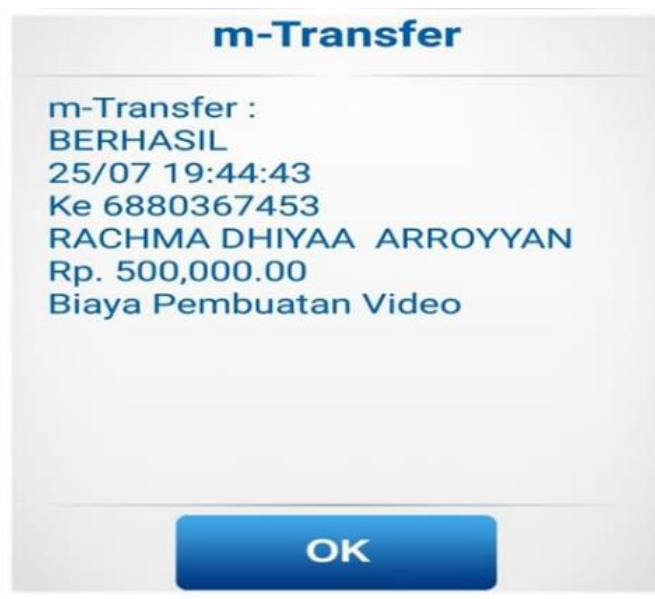 m-Transfer
m-Transfer :
BERHASIL
25/07 19:44:43
Ke 6880367453
RACHMA DHIYAA ARROYYAN
Rp. 500,000.00
Biaya Pembuatan Video
OK